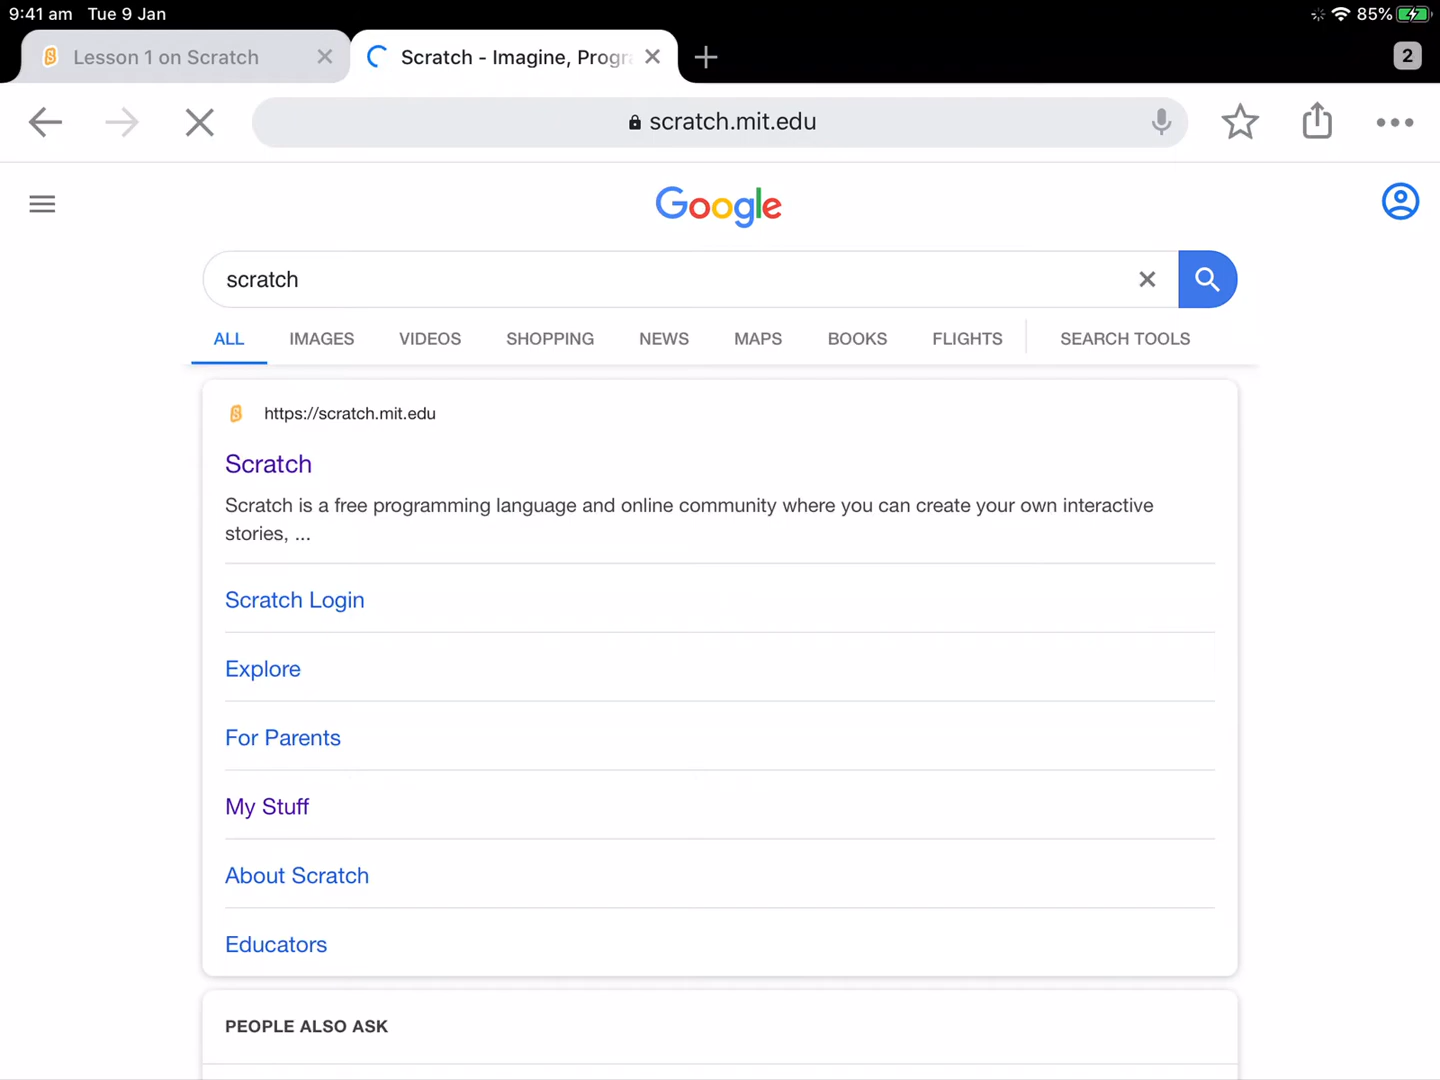 9:41 am Tue 9 Jan
85%
Lesson 1 on Scratch
Scratch - Imagine, Progra
2
scratch.mit.edu
Google
scratch
ALL IMAGES VIDEOS SHOPPING NEWS MAPS BOOKS FLIGHTS SEARCH TOOLS
https://scratch.mit.edu
Scratch
Scratch is a free programming language and online community where you can create your own interactive
stories, ...
Scratch Login
Explore
For Parents
My Stuff
About Scratch
Educators
PEOPLE ALSO ASK